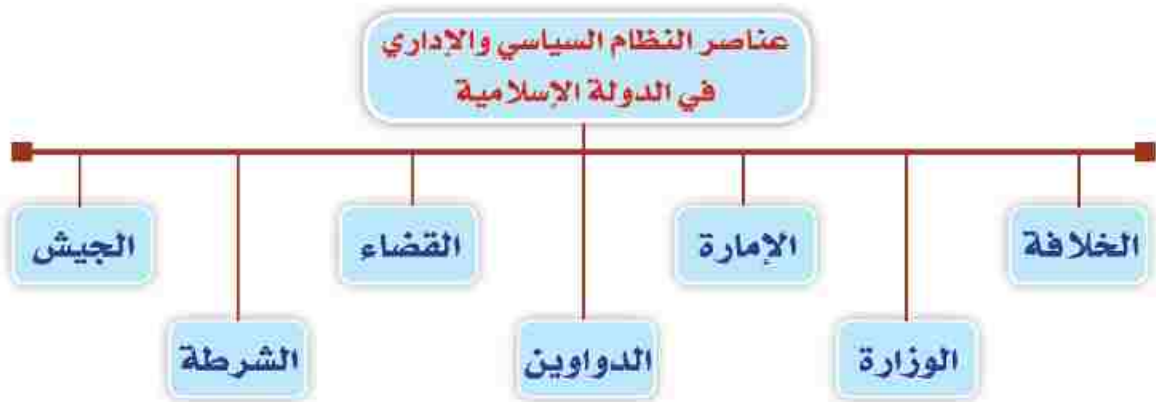 عناصر النظام السياسي والإداري
في الدولة الإسلامية
الخلافة
الوزارة
الإمارة
الدواوين
القضاء
الشرطة
الجيش